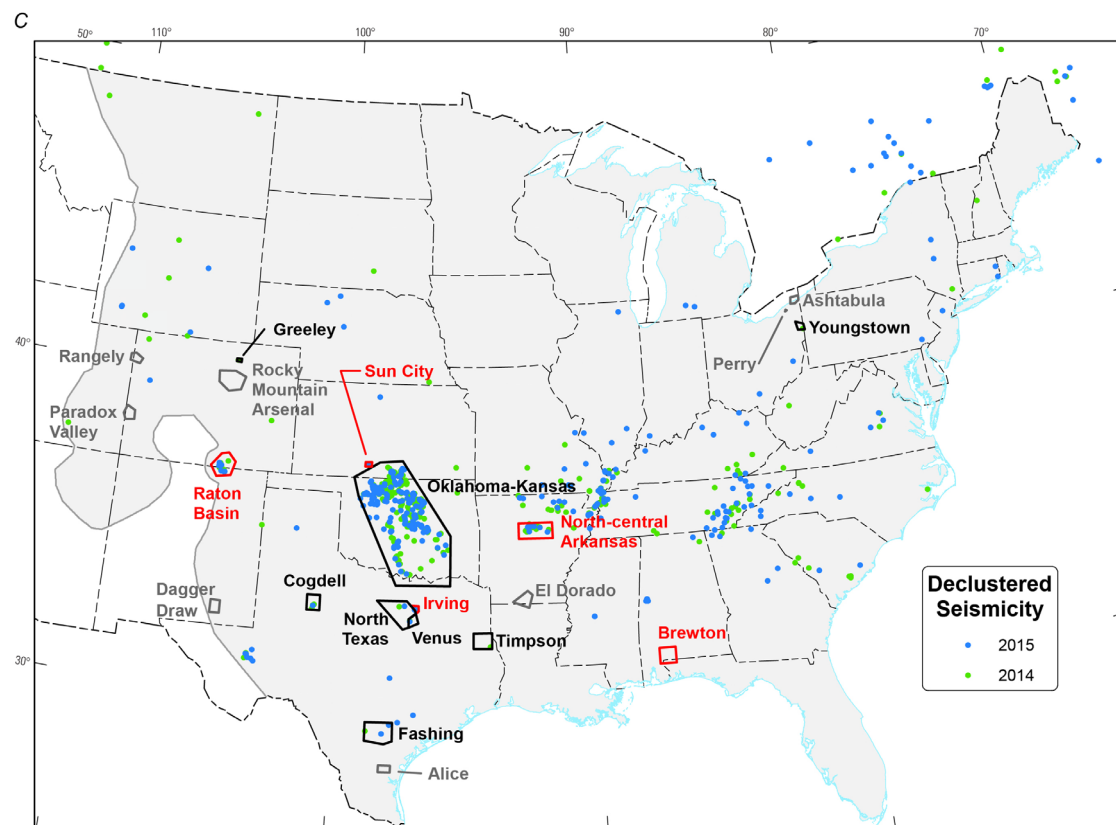 C
50°
110°
100°
90°
80°
70°
Ashtabula
Youngstown
Greeley
40°
Rangely
Perry
Sun City
Rocky
Mountain
Arsenal
Paradox
Valley
Oklahoma-Kansas
Raton
Basin
North-central
Arkansas
Cogdell
Dagger
Draw
El Dorado
Irving
North
Texas
Venus
Timpson
Brewton
30°
Fashing
Alice
Declustered
Seismicity
2015
2014